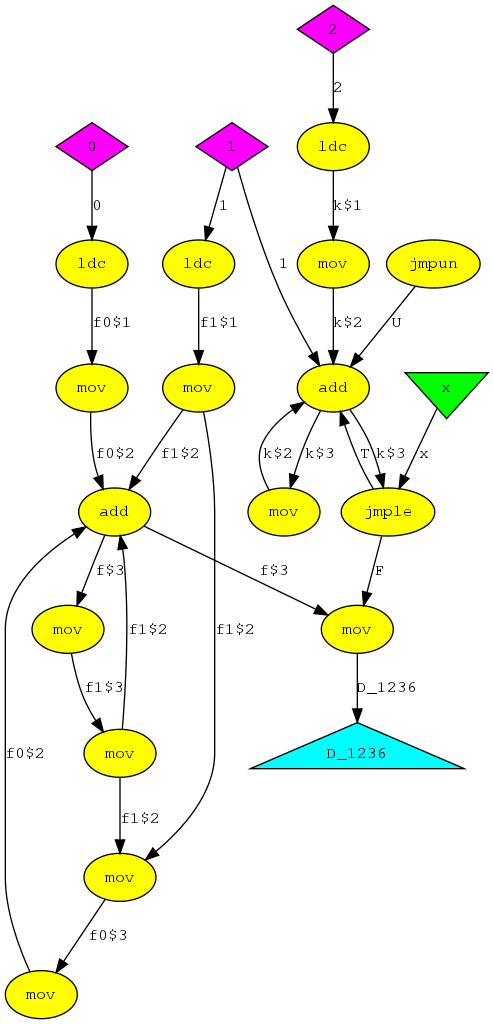 2
2
0
1
ldc
0
1
k$1
ldc
ldc
1
mov
jmpun
f0$1
f1$1
k$2
U
mov
mov
add
x
f0$2
f1$2
k$2
k$3
T
k$3
x
add
mov
jmple
f$3
f$3
F
mov
f1$2
f1$2
mov
f1$3
D_1236
f0$2
mov
D_1236
f1$2
mov
f0$3
mov